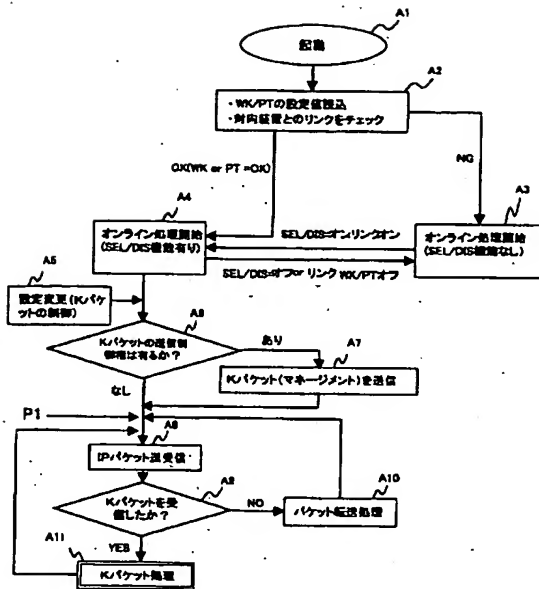 A1
起動
A2
・WK/PTの設定値読込
・対向装置とのリンクをチェック
OK(WK or PT =OK)
NG
A4
A3
オンライン処理開始
(SEL/DIS機能有り)
SEL/DIS=オン,リンクオン
オンライン処理開始
(SEL/DIS機能なし)
SEL/DIS=オフor リンク WK/PTオフ
A5
設定変更(Kパ
ケットの制御)
A6
Kパケットの送信制
御権は有るか?
あり
A7
Kパケット(マネージメント)を送信
なし
P1
A8
IPパケット送受信
A9
Kパケットを受
信したか?
NO
A10
パケット転送処理
YES
A11
Kパケット処理